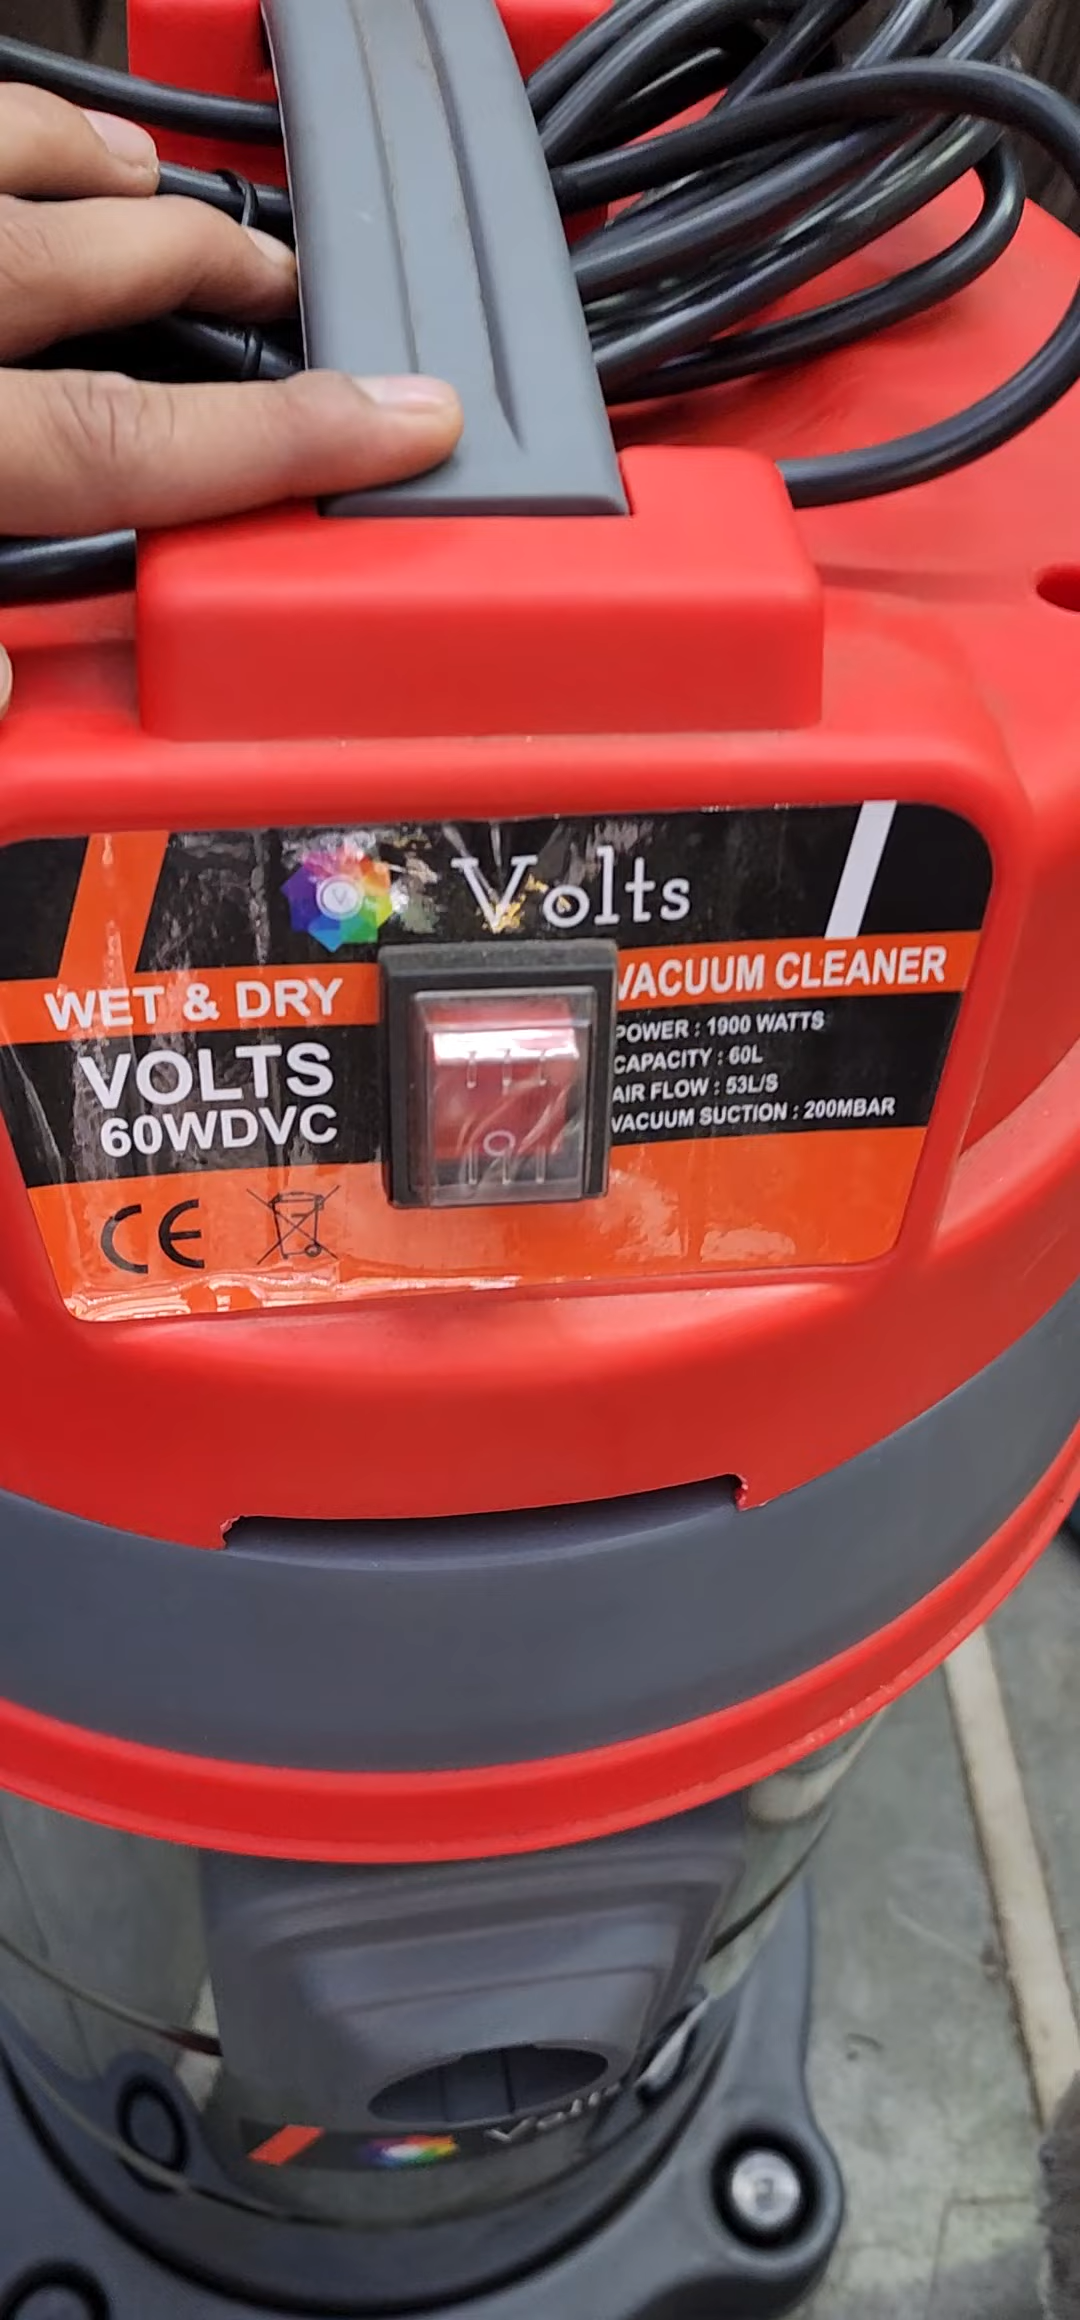 Volts
WET & DRY
VACUUM CLEANER
VOLTS
60WDVC
POWER : 1900 WATTS
CAPACITY : 60L
AIR FLOW : 53L/S
VACUUM SUCTION : 200MBAR
CE
Volts